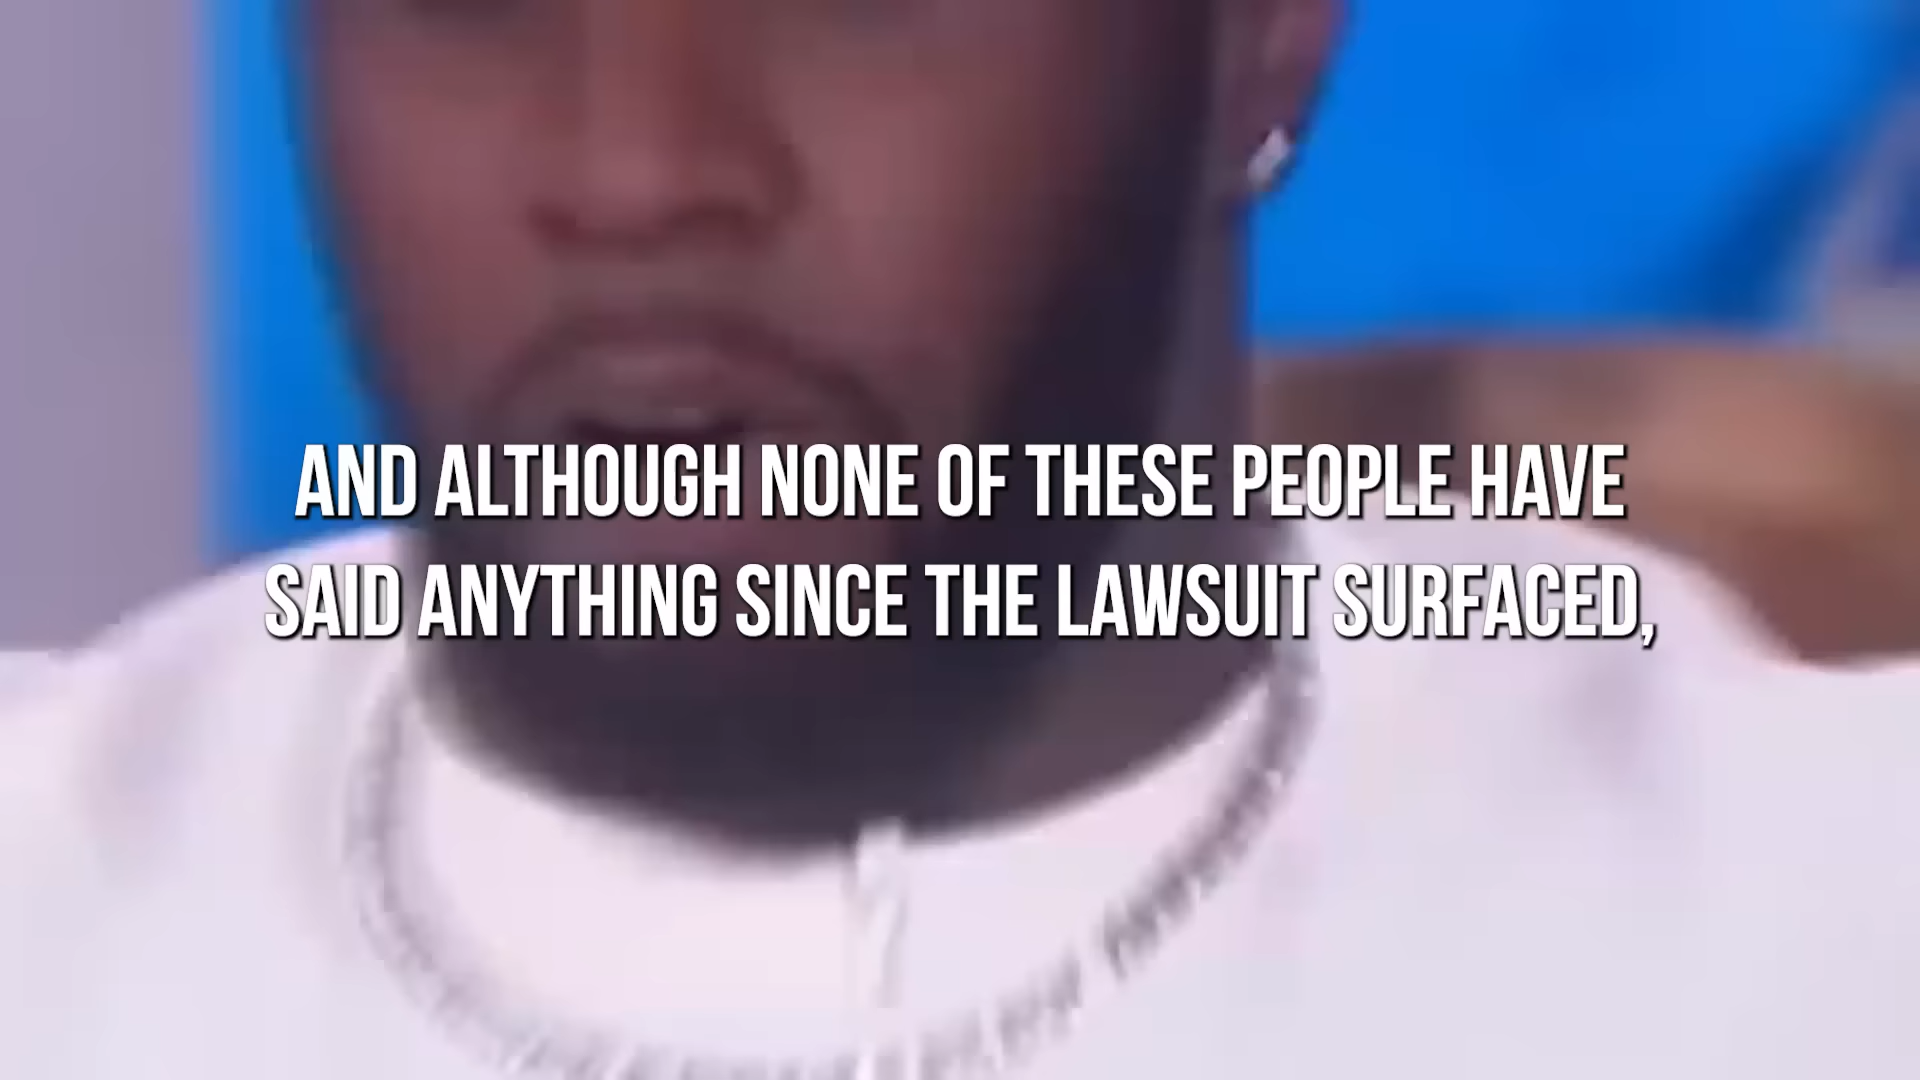 AND ALTHOUGH NONE OF THESE PEOPLE HAVE
SAID ANYTHING SINCE THE LAWSUIT SURFACED,